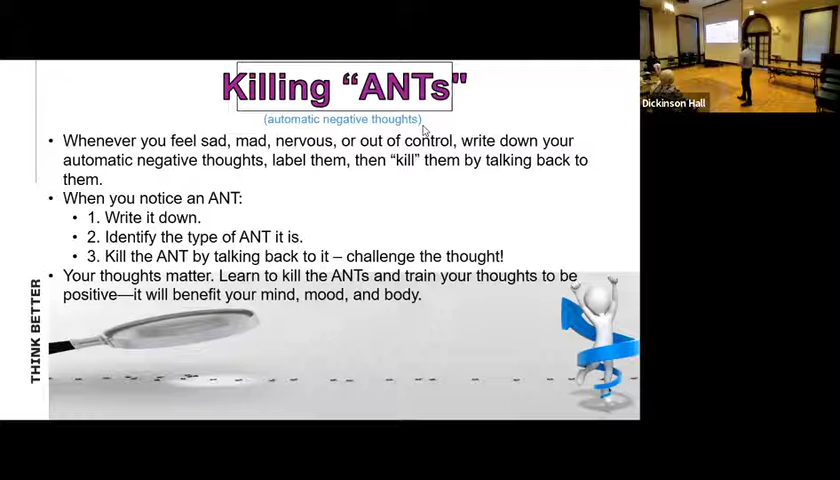 Killing “ANTs"
(automatic negative thoughts)
• Whenever you feel sad, mad, nervous, or out of control, write down your
automatic negative thoughts, label them, then “kill” them by talking back to
them.
• When you notice an ANT:
• 1. Write it down.
• 2. Identify the type of ANT it is.
• 3. Kill the ANT by talking back to it – challenge the thought!
• Your thoughts matter. Learn to kill the ANTs and train your thoughts to be
positive—it will benefit your mind, mood, and body.
THINK BETTER
Dickinson Hall